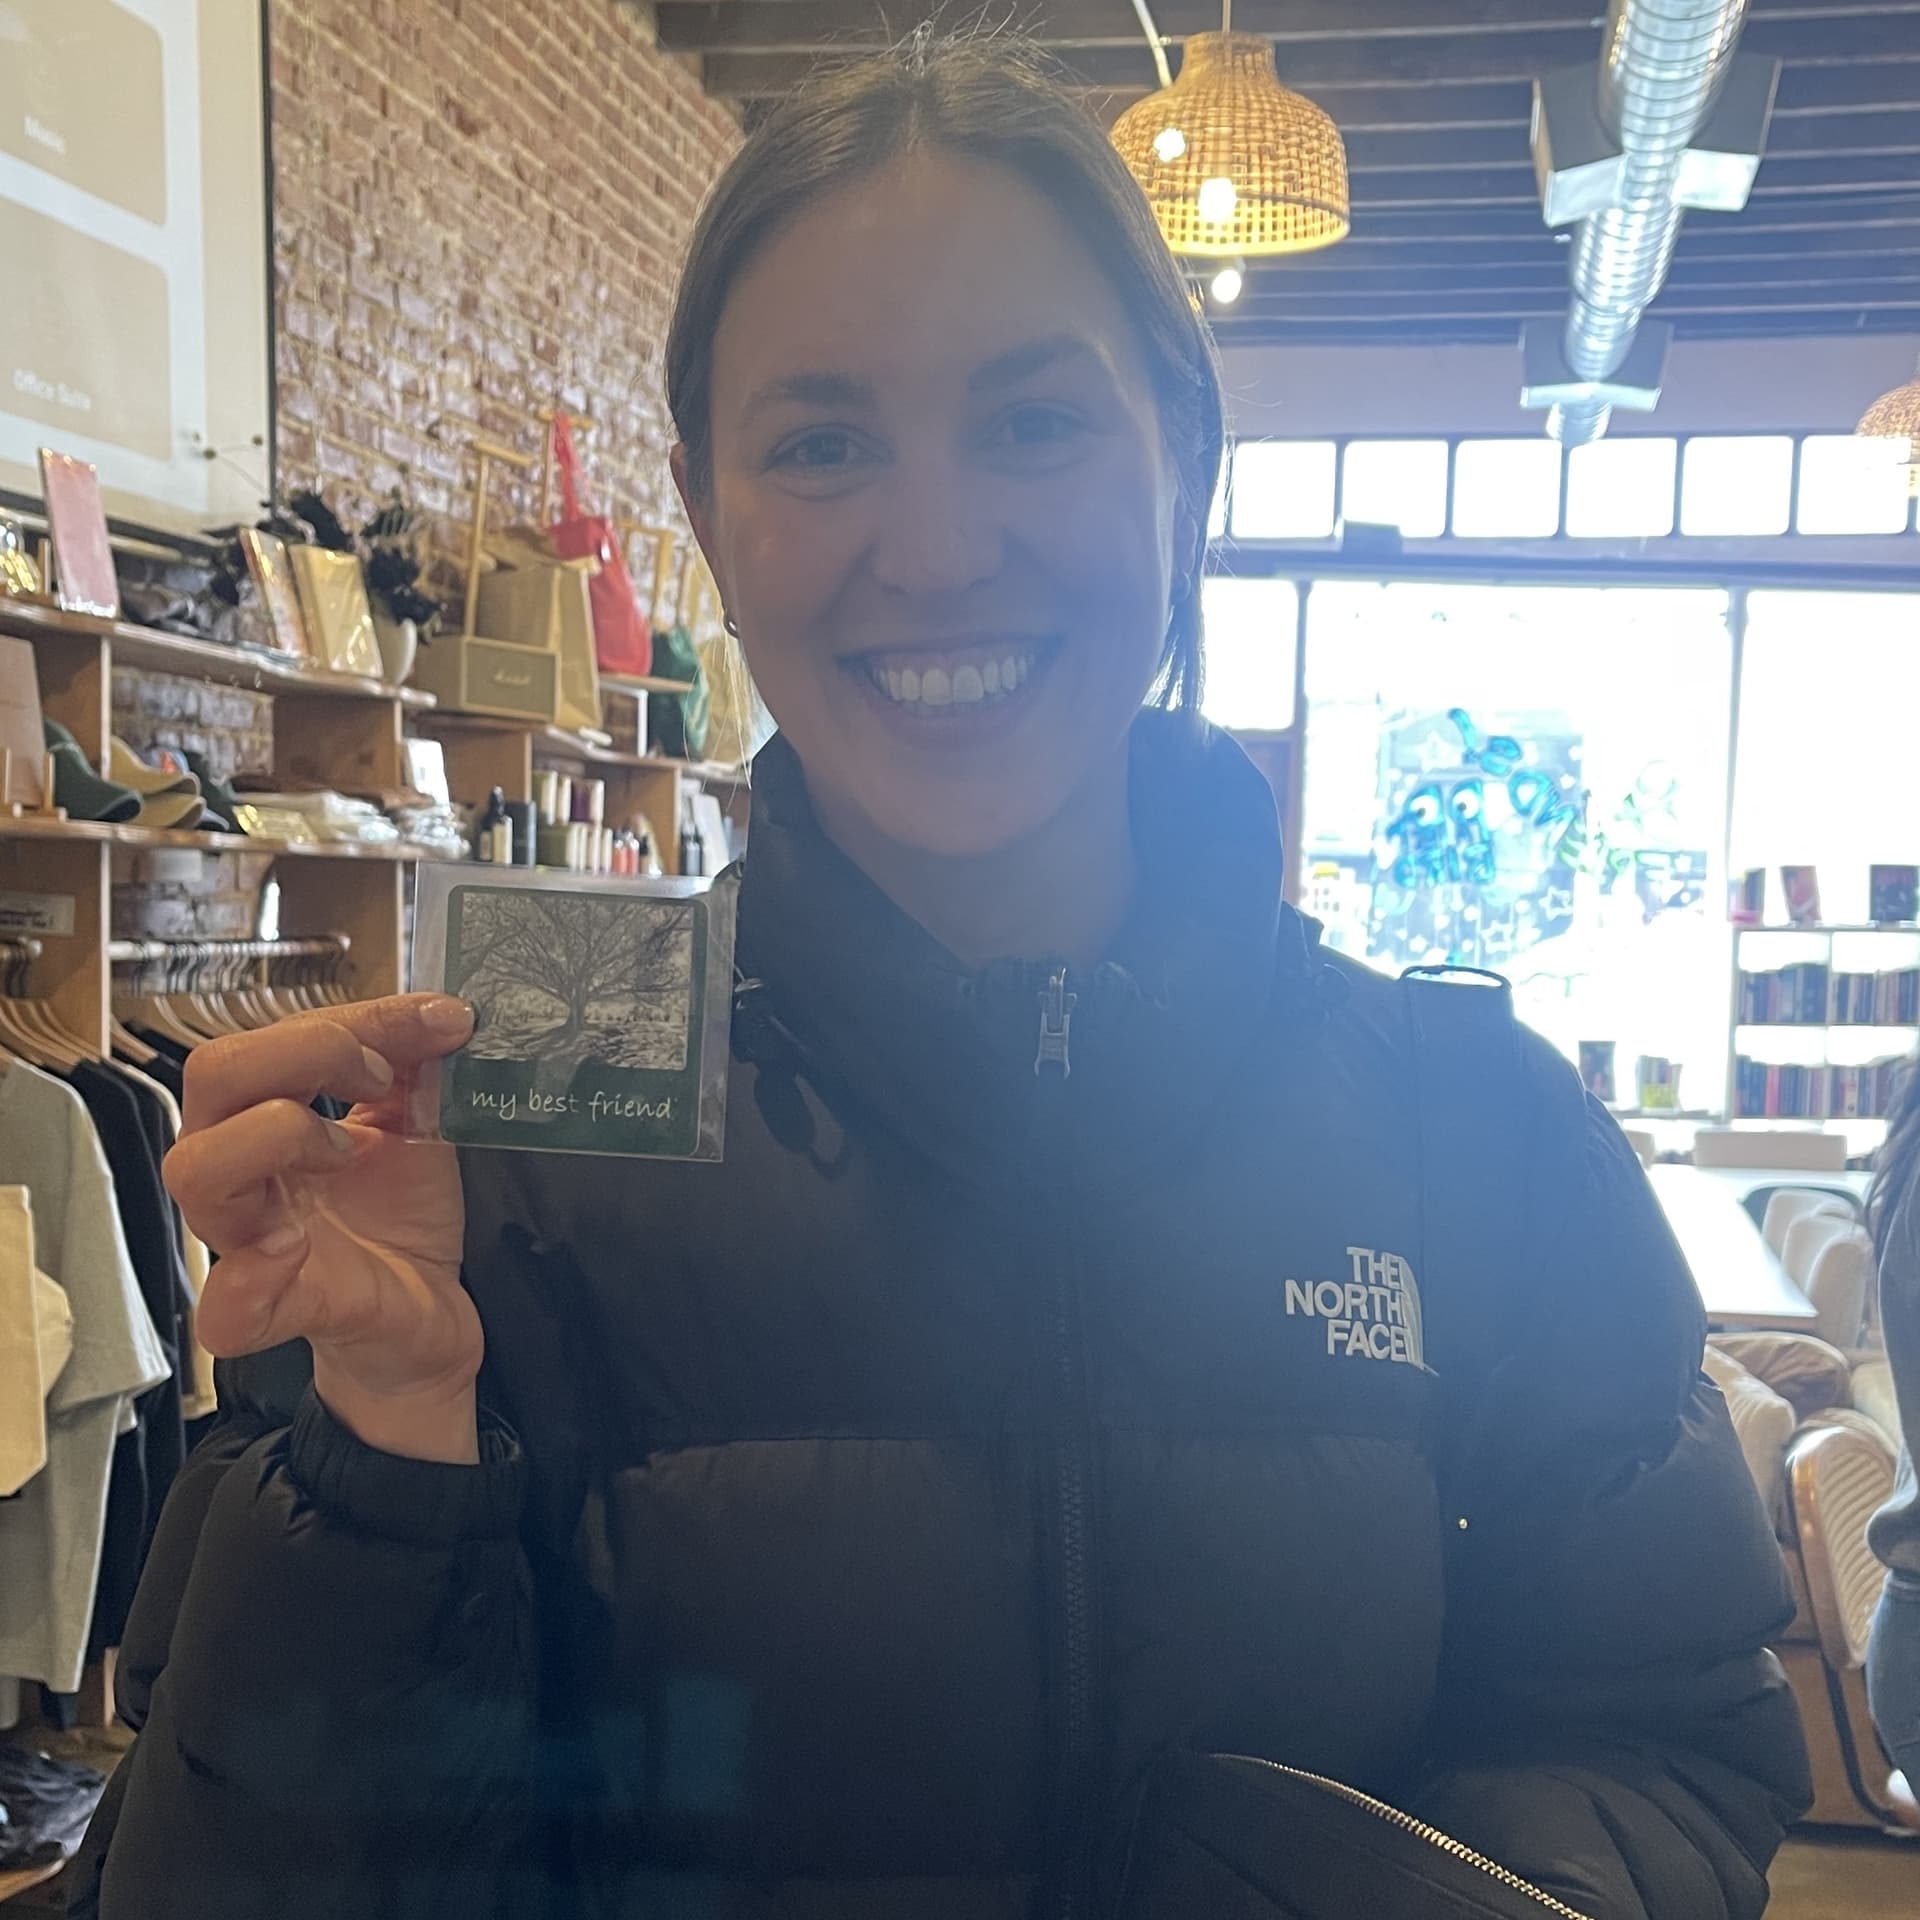 Music
Office Suite
my best friend
THE
NORTH
FACE